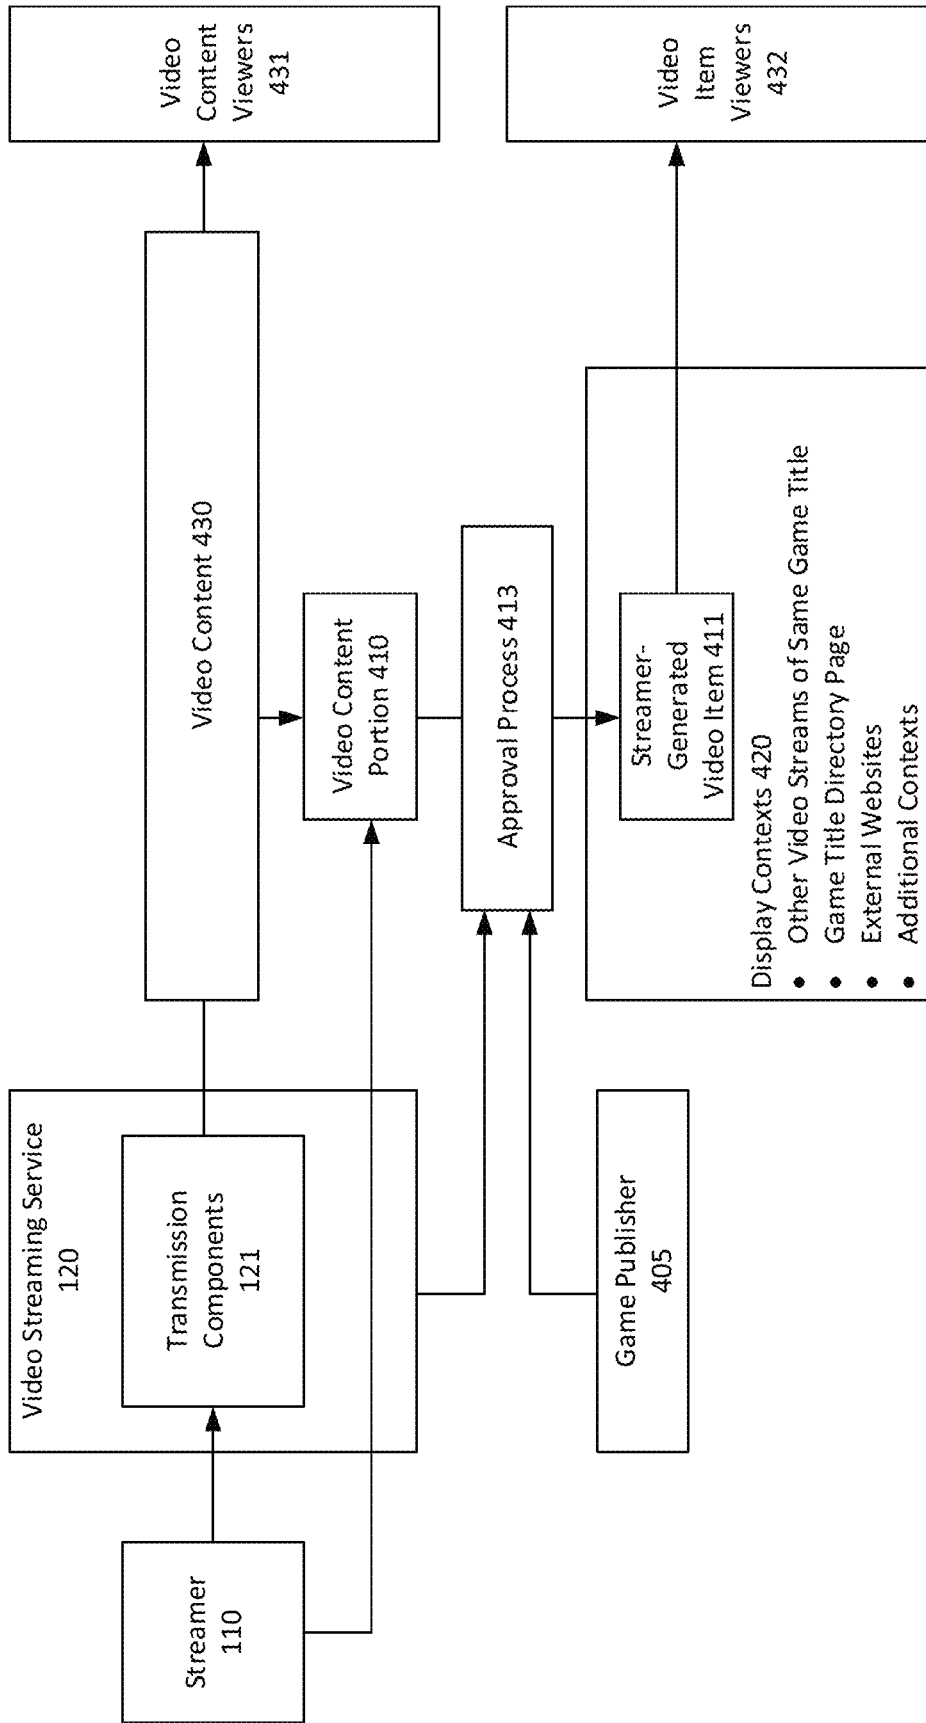 Streamer
110
Video Streaming Service
120
Transmission
Components
121
Video Content 430
Video
Content
Viewers
431
Video Content
Portion 410
Approval Process 413
Game Publisher
405
Streamer-
Generated
Video Item 411
Display Contexts 420
• Other Video Streams of Same Game Title
• Game Title Directory Page
• External Websites
• Additional Contexts
Video
Item
Viewers
432